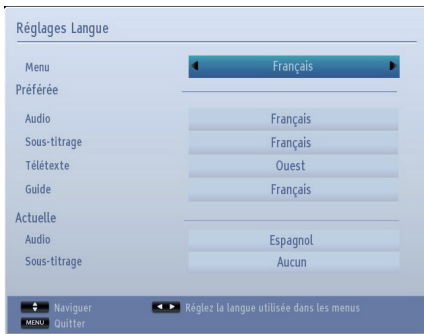 Réglages Langue
Menu Français
Préférée
Audio Français
Sous-titrage Français
Télétexte Ouest
Guide Français
Actuelle
Audio Espagnol
Sous-titrage Aucun
Naviguer Réglez la langue utilisée dans les menus
MENU Quitter